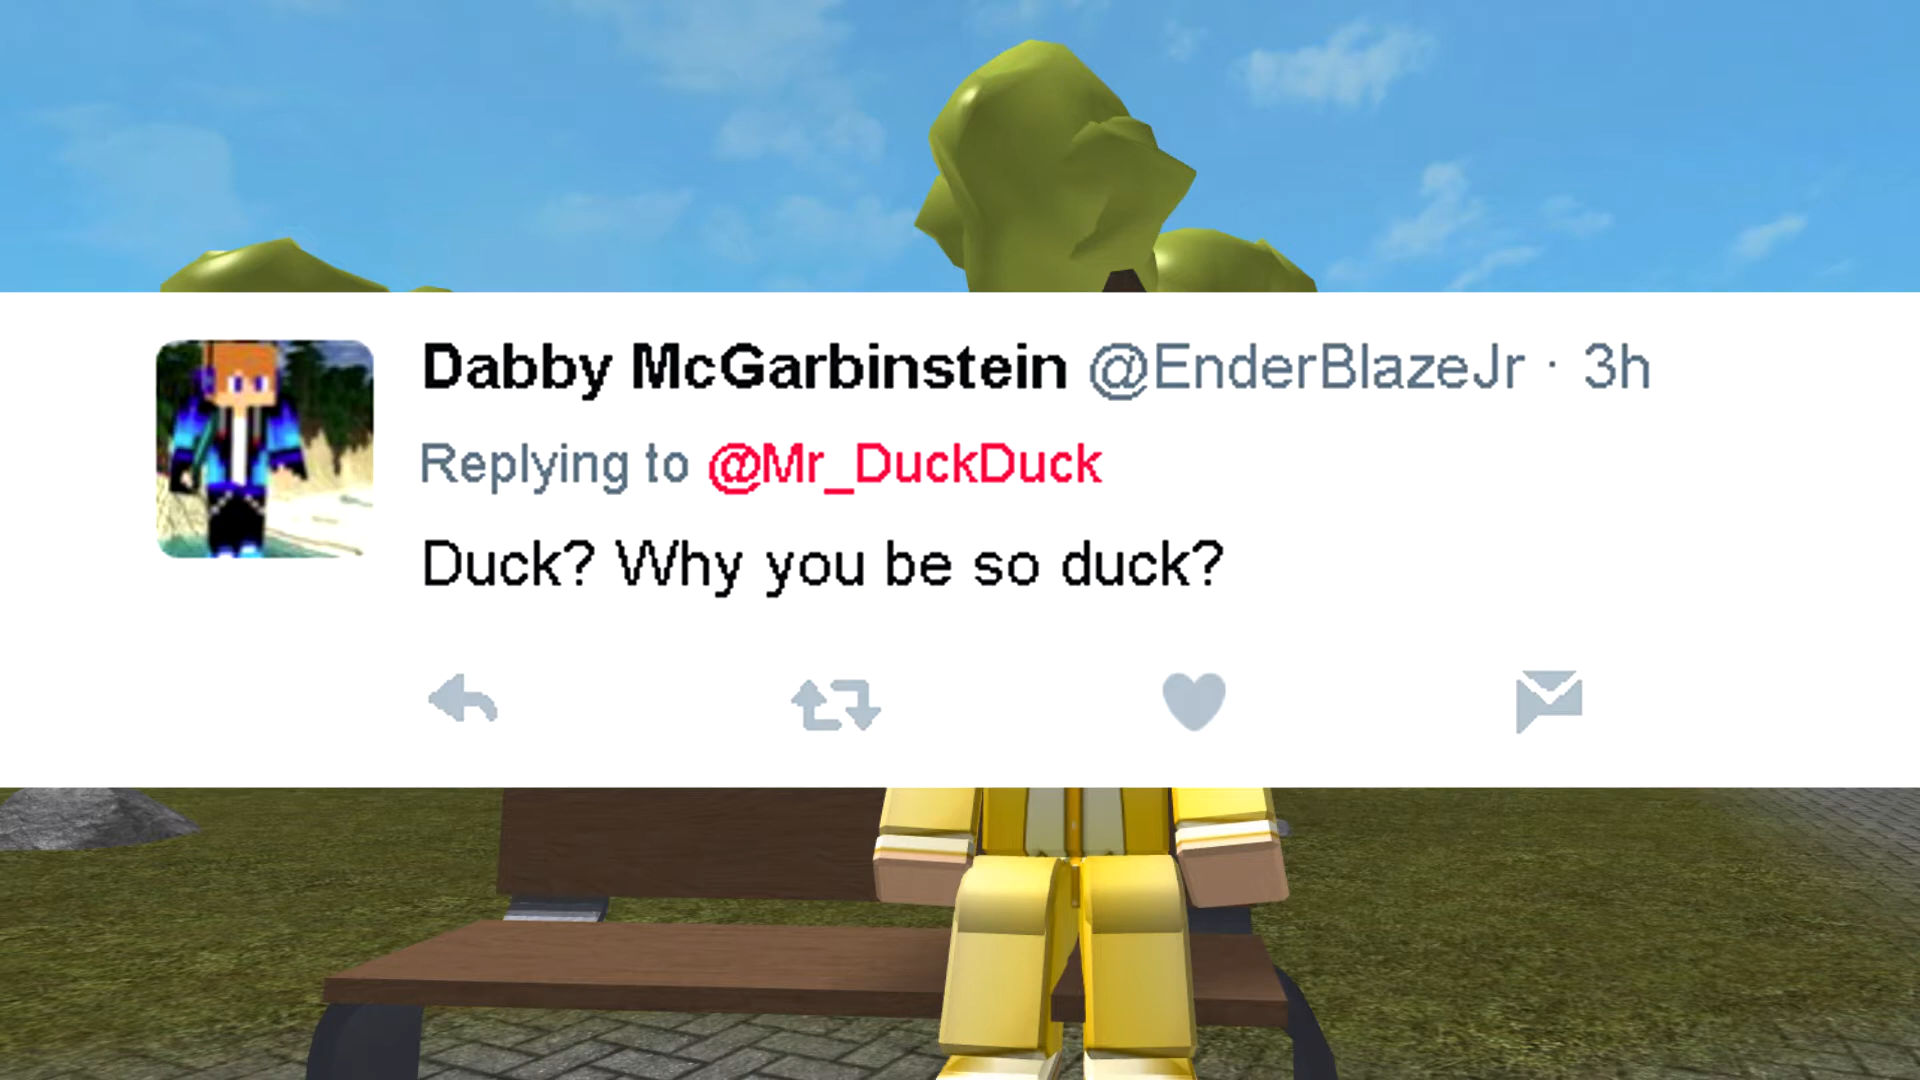 Dabby McGarbinstein @EnderBlazeJr · 3h
Replying to @Mr_DuckDuck
Duck? Why you be so duck?